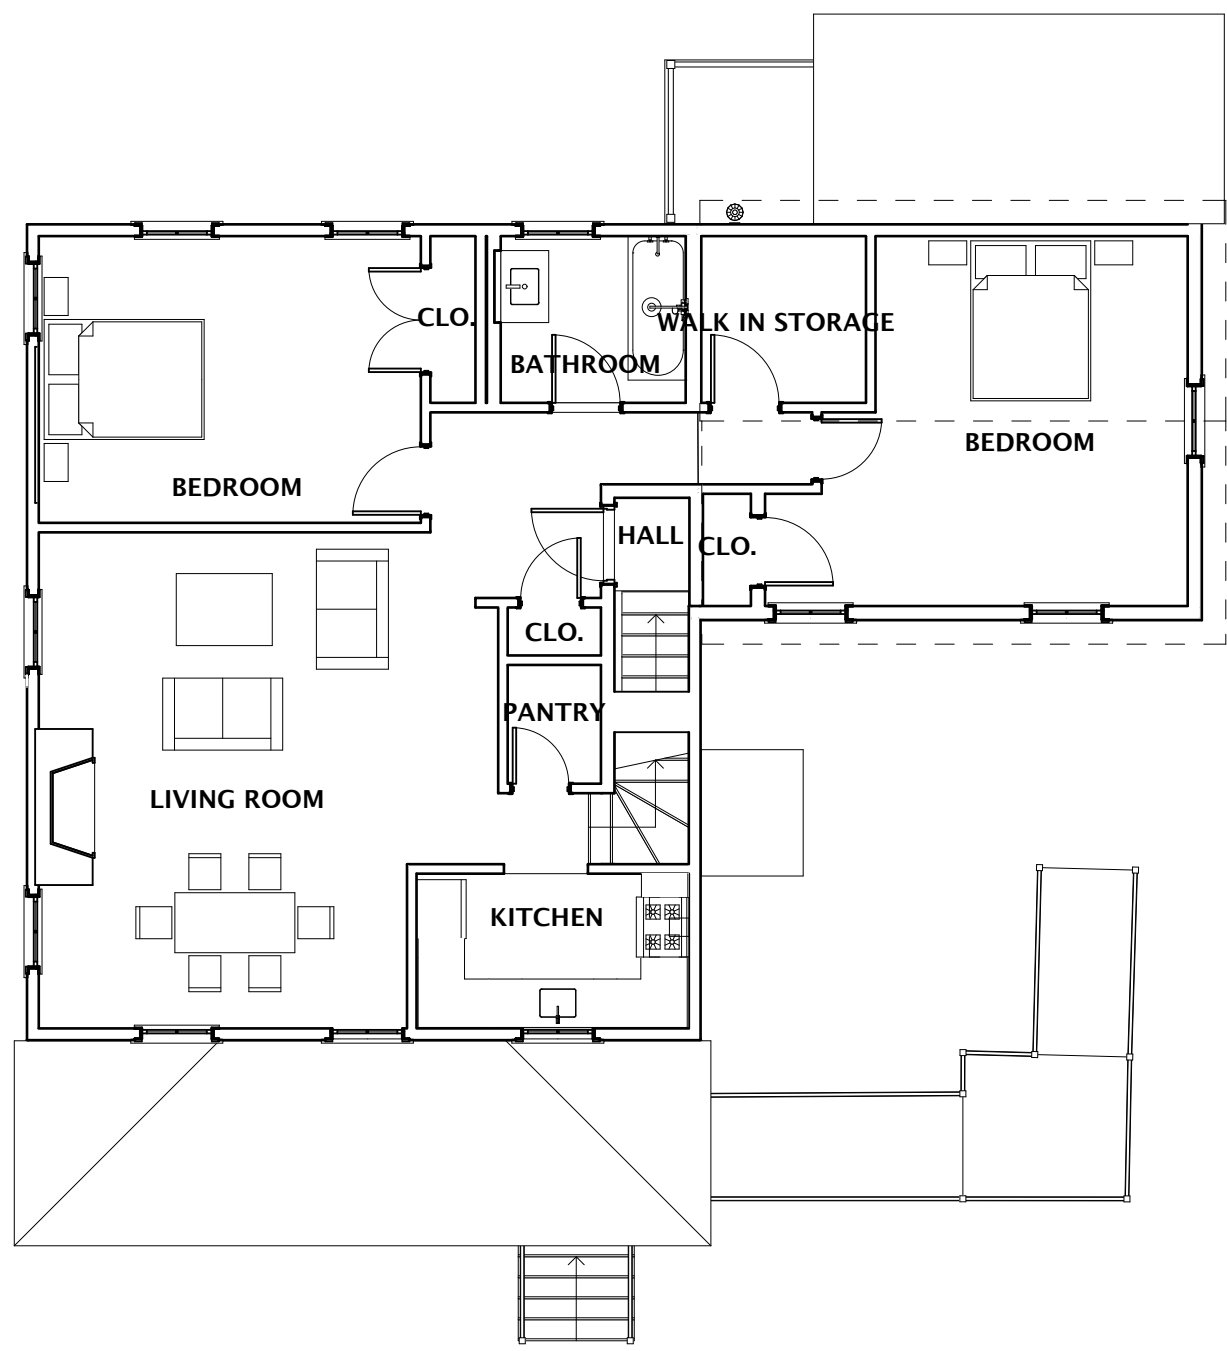 CLO.
WALK IN STORAGE
BATHROOM
BEDROOM
BEDROOM
HALL
CLO.
CLO.
PANTRY
LIVING ROOM
KITCHEN